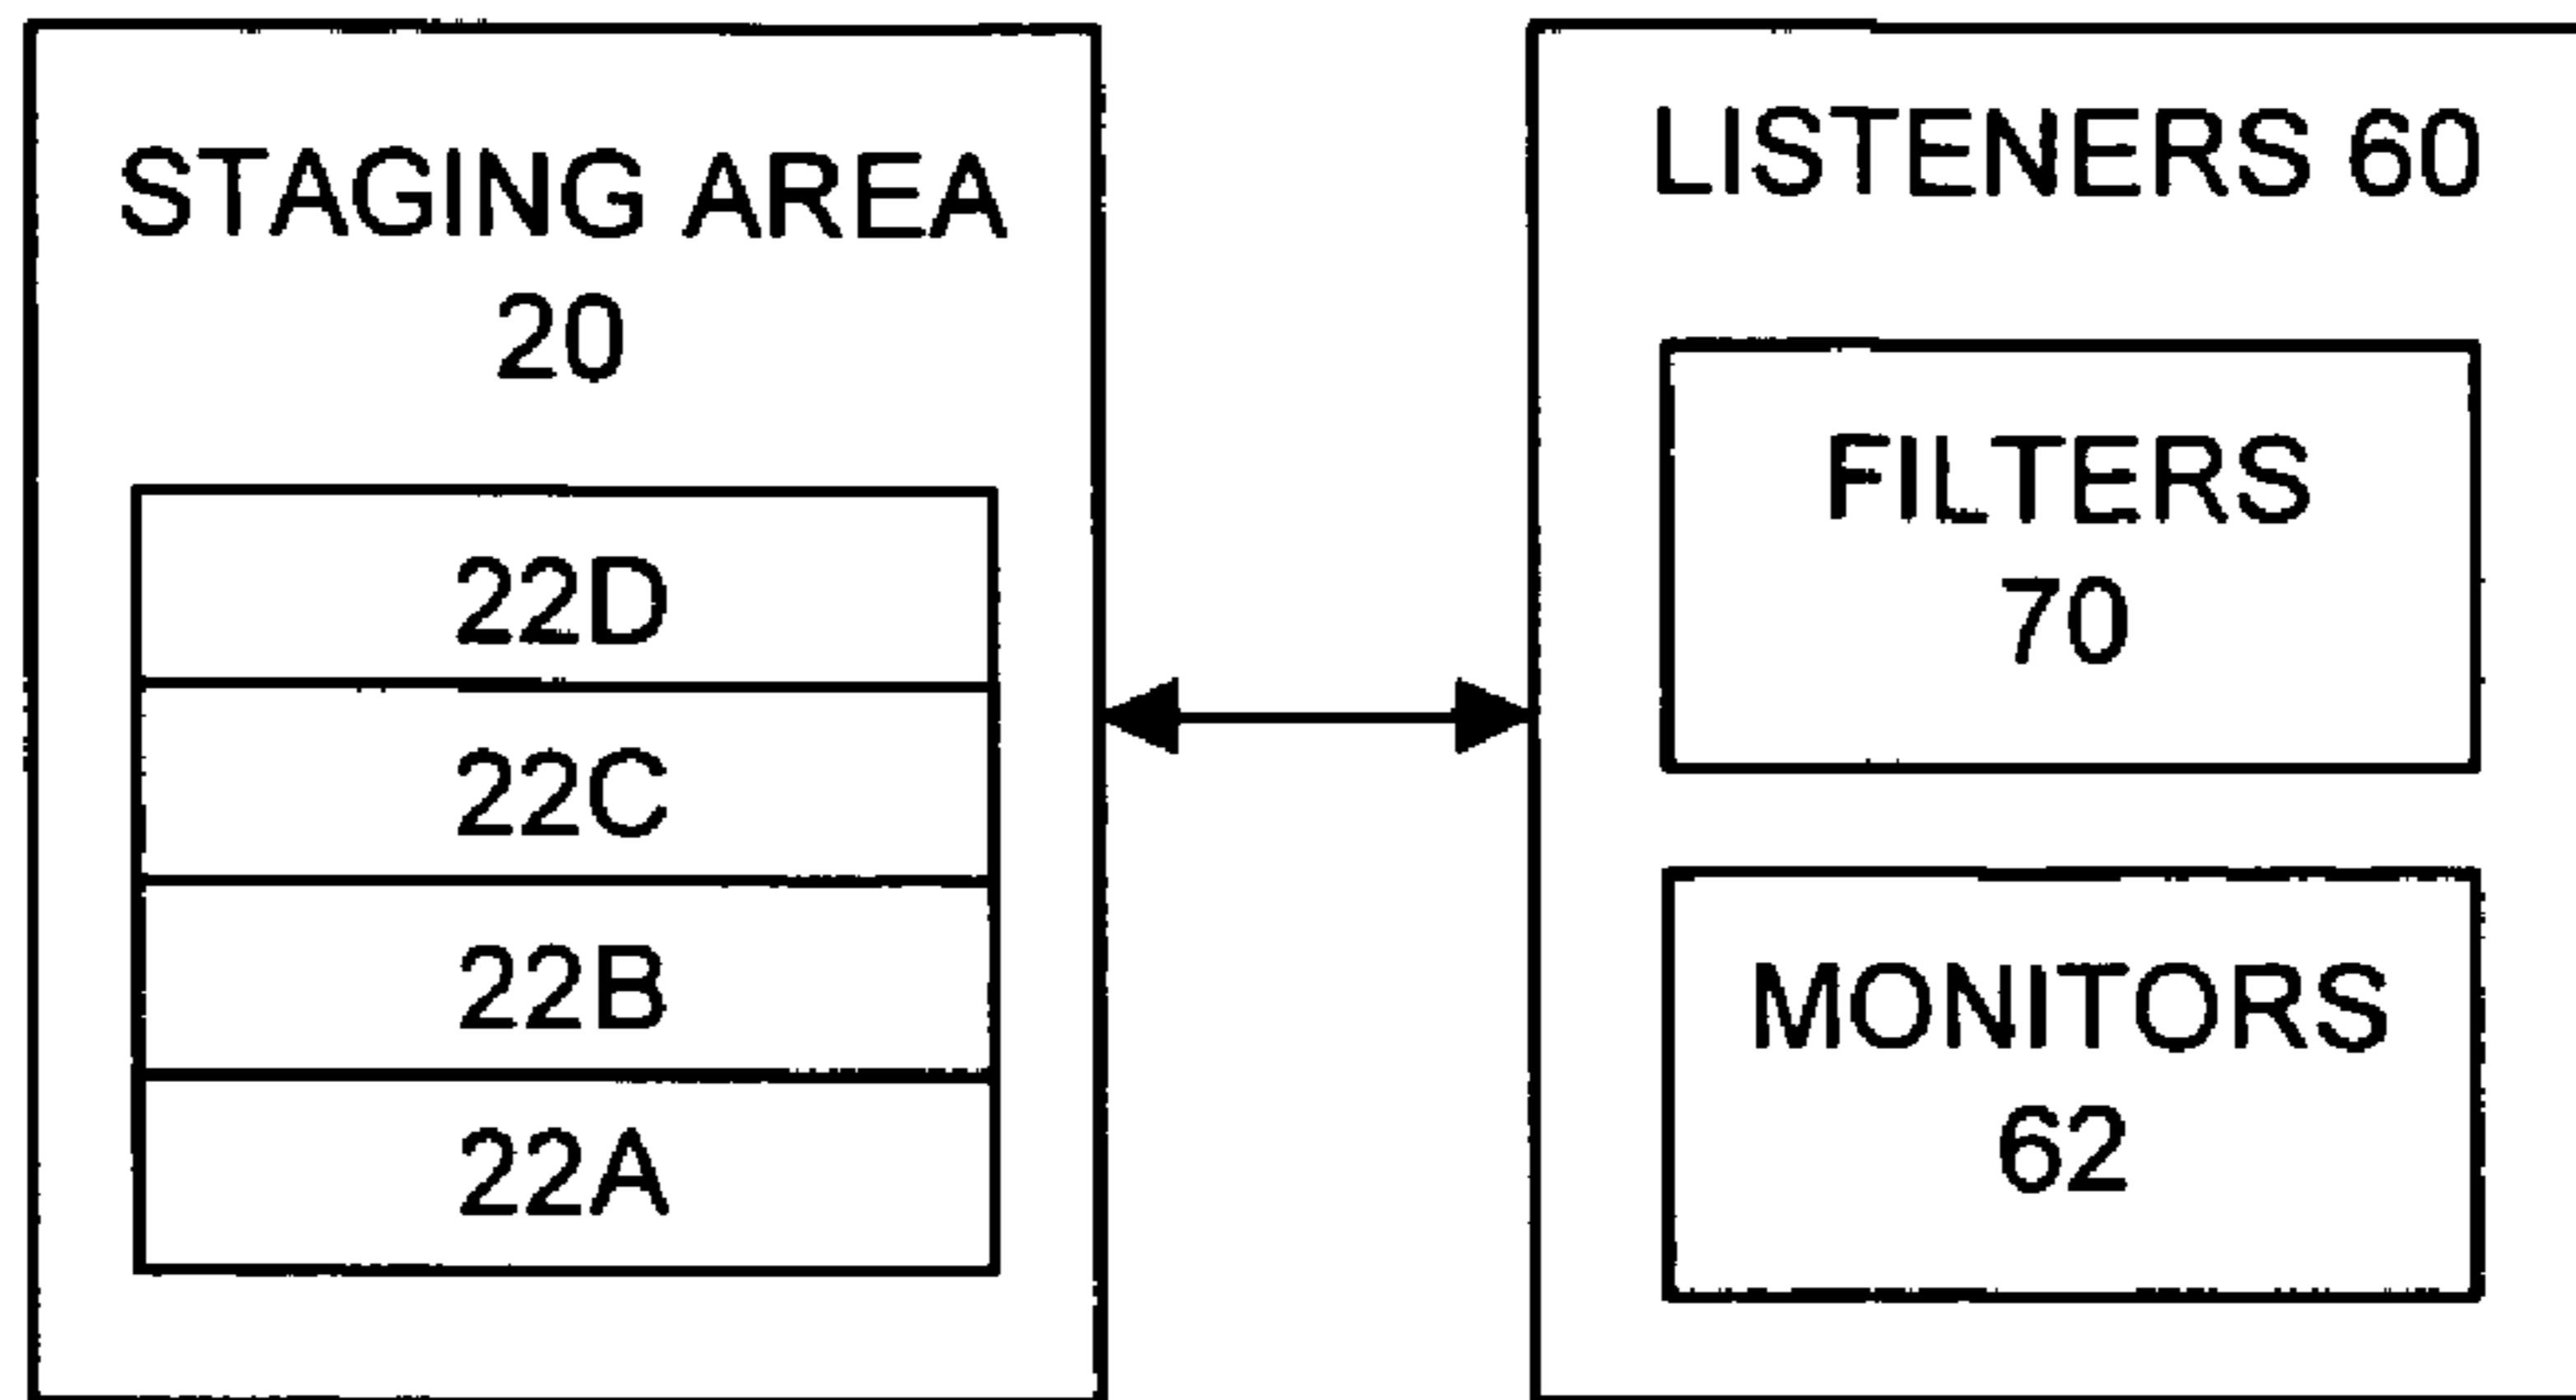 STAGING AREA
20
22D
22C
22B
22A
LISTENERS 60
FILTERS
70
MONITORS
62